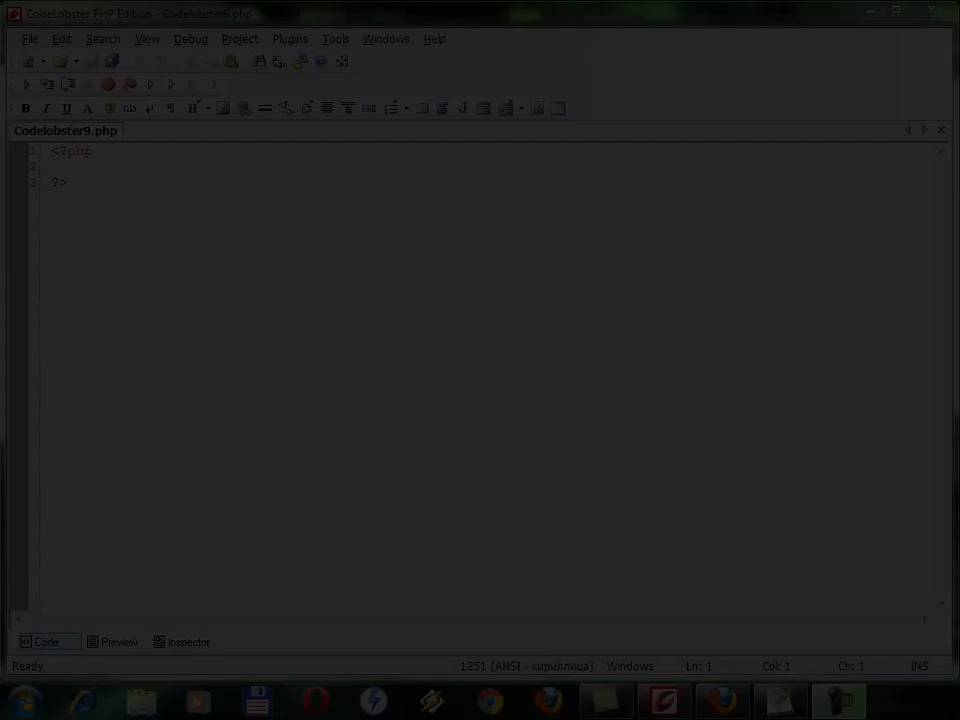 CodeLobster PHP Edition - Codelobster9.php
File Edit Search View Debug Project Plugins Tools Windows Help
B I U A ab H J
Codelobster9.php
1 <?php
2
3 ?>
Code Preview Inspector
Ready 1251 (ANSI - кириллица) Windows Ln: 1 Col: 1 Ch: 1 INS